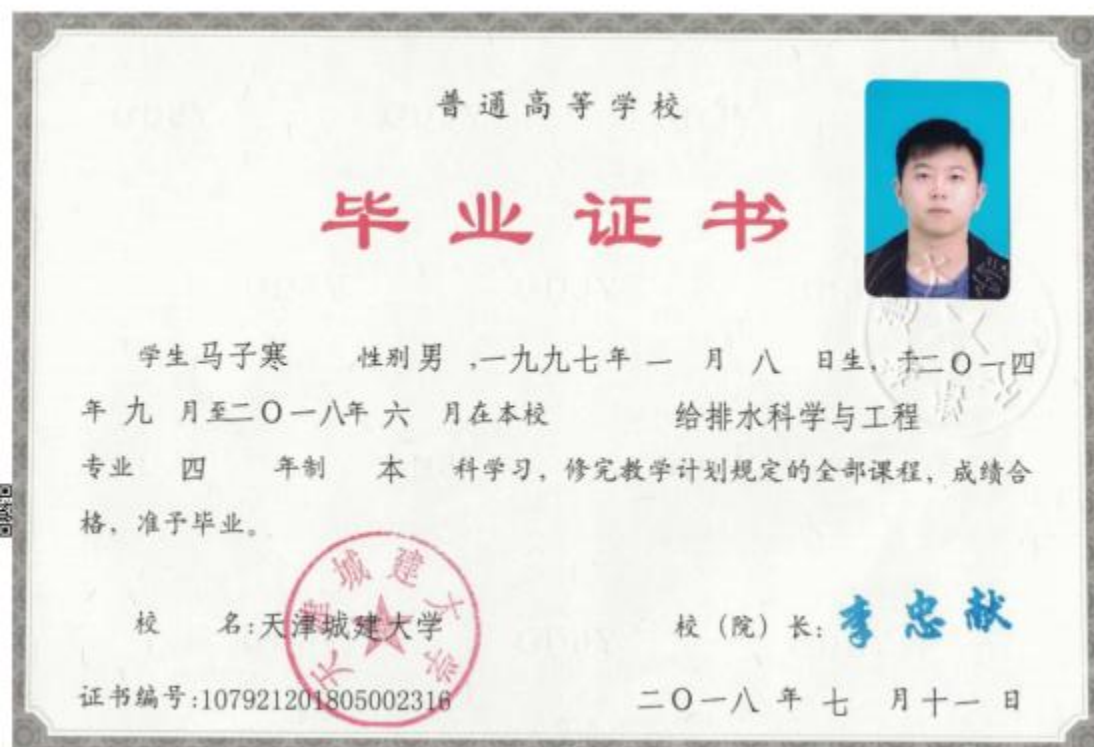 普通高等学校
毕业证书
学生 马子寒 性别 男 ,一九九七年 一 月 八 日生, 于二〇一四
年 九 月至二〇一八年 六 月在本校 给排水科学与工程
专业 四 年制 本 科学习, 修完教学计划规定的全部课程, 成绩合
格, 准予毕业。
天津城建大学
校 名:天津城建大学 校(院)长: 李忠献
证书编号:107921201805002316 二〇一八 年 七 月 十一 日